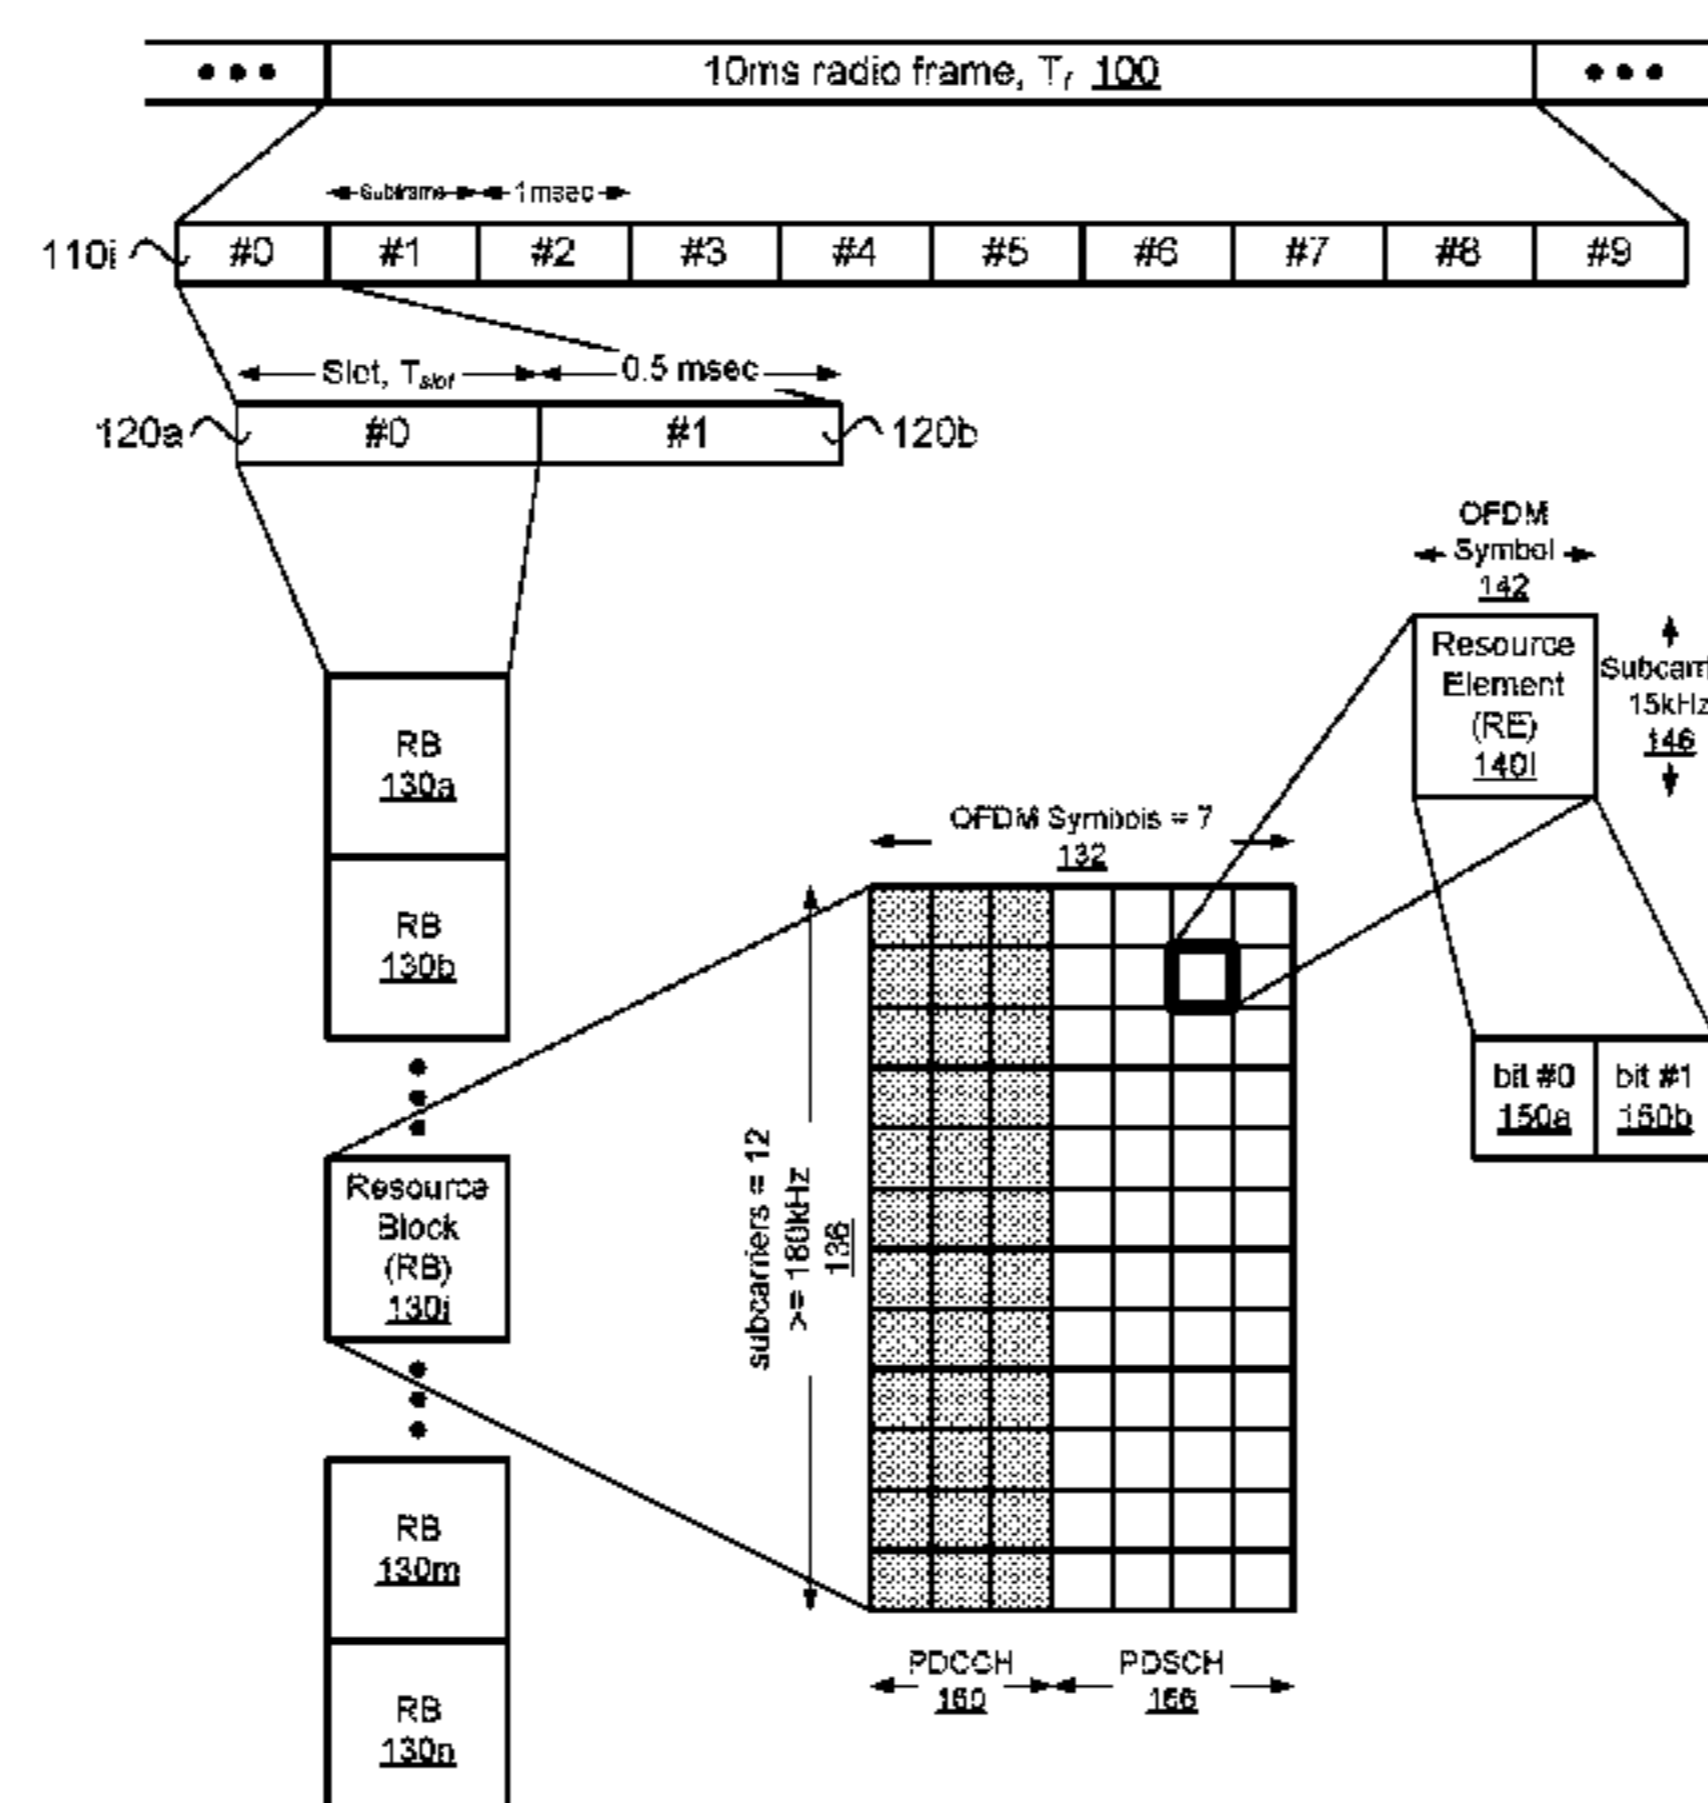 10ms radio frame, Tf 100
Subframe 1msec
110i #0 #1 #2 #3 #4 #5 #6 #7 #8 #9
Slot, Tslot 0.5 msec
120a #0 #1 120b
OFDM
Symbol
142
Resource
Element
(RE)
140i
15kHz
146
RB
130a
OFDM Symbols = 7
132
RB
130b
bit #0
150a
bit #1
150b
subcarriers = 12
>= 180kHz
136
Resource
Block
(RB)
130i
RB
130m
PDCCH
160
PDSCH
166
RB
130n